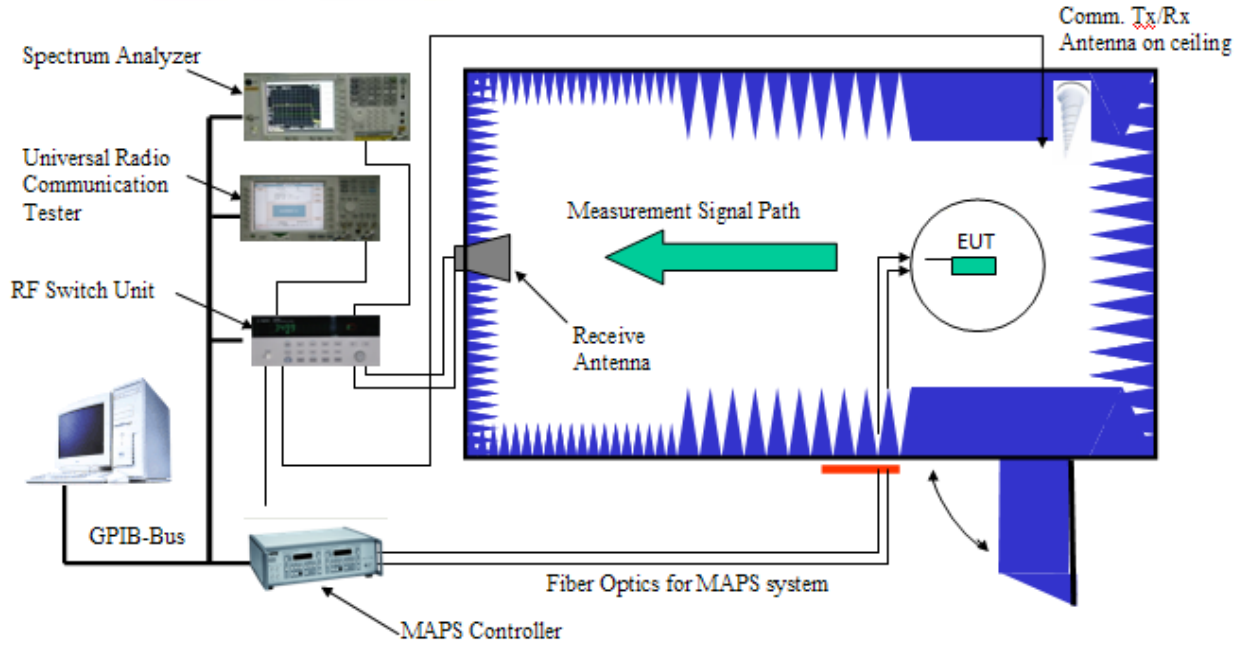 Comm. Tx/Rx
Antenna on ceiling
Spectrum Analyzer
Universal Radio
Communication
Tester
Measurement Signal Path
EUT
RF Switch Unit
Receive
Antenna
GPIB-Bus
Fiber Optics for MAPS system
MAPS Controller